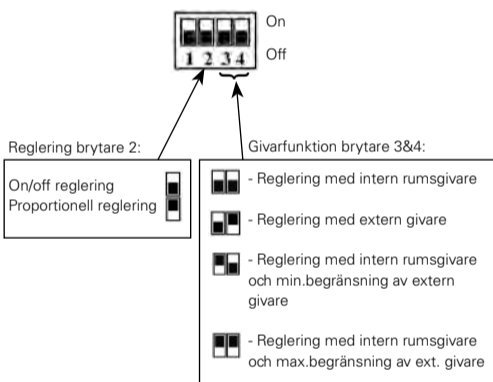 On
Off
1 2 3 4
Reglering brytare 2:
On/off reglering
Proportionell reglering
Givarfunktion brytare 3&4:
- Reglering med intern rumsgivare
- Reglering med extern givare
- Reglering med intern rumsgivare
och min.begränsning av extern
givare
- Reglering med intern rumsgivare
och max.begränsning av ext. givare